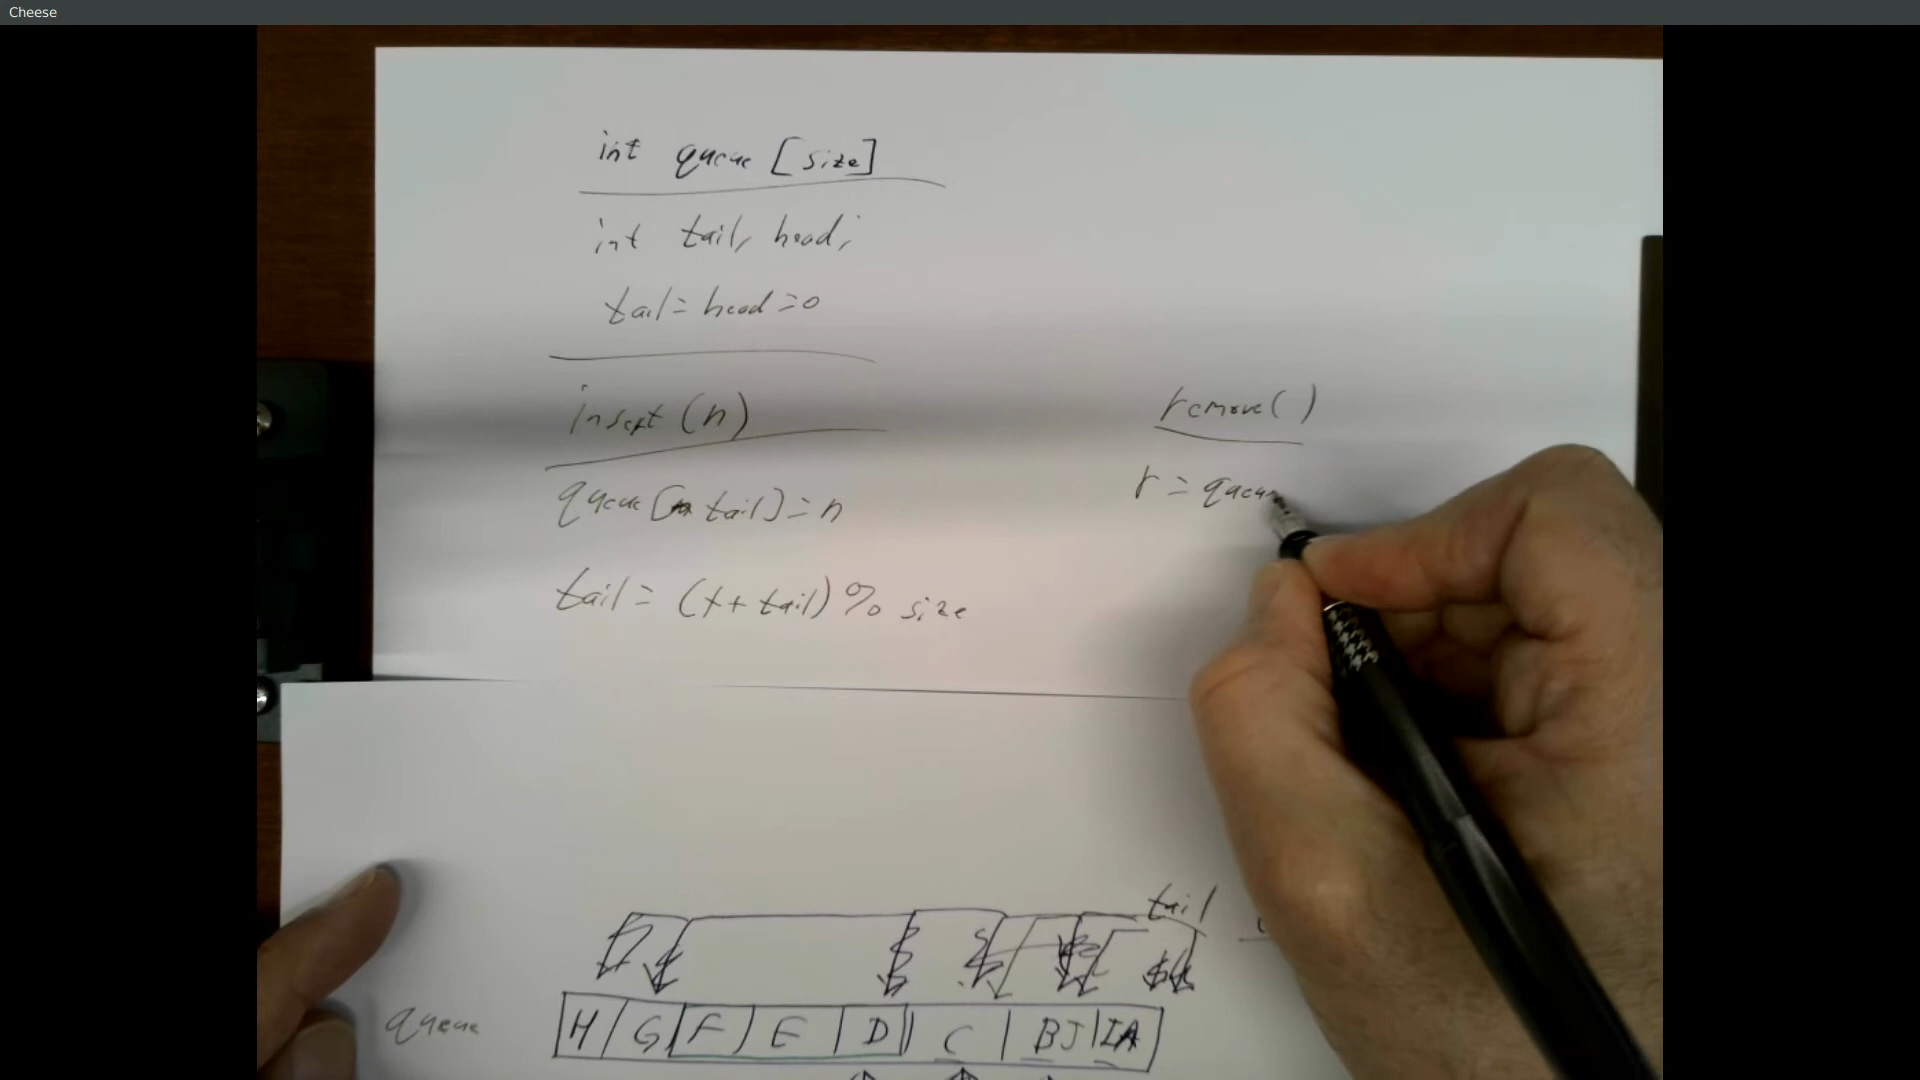 Cheese
int queue [size]
int tail, head;
tail = head = 0
insert (n)
queue [tail] = n
tail = (1 + tail) % size
remove ( )
r = queu
tail
queue
H G F E D C B J I A